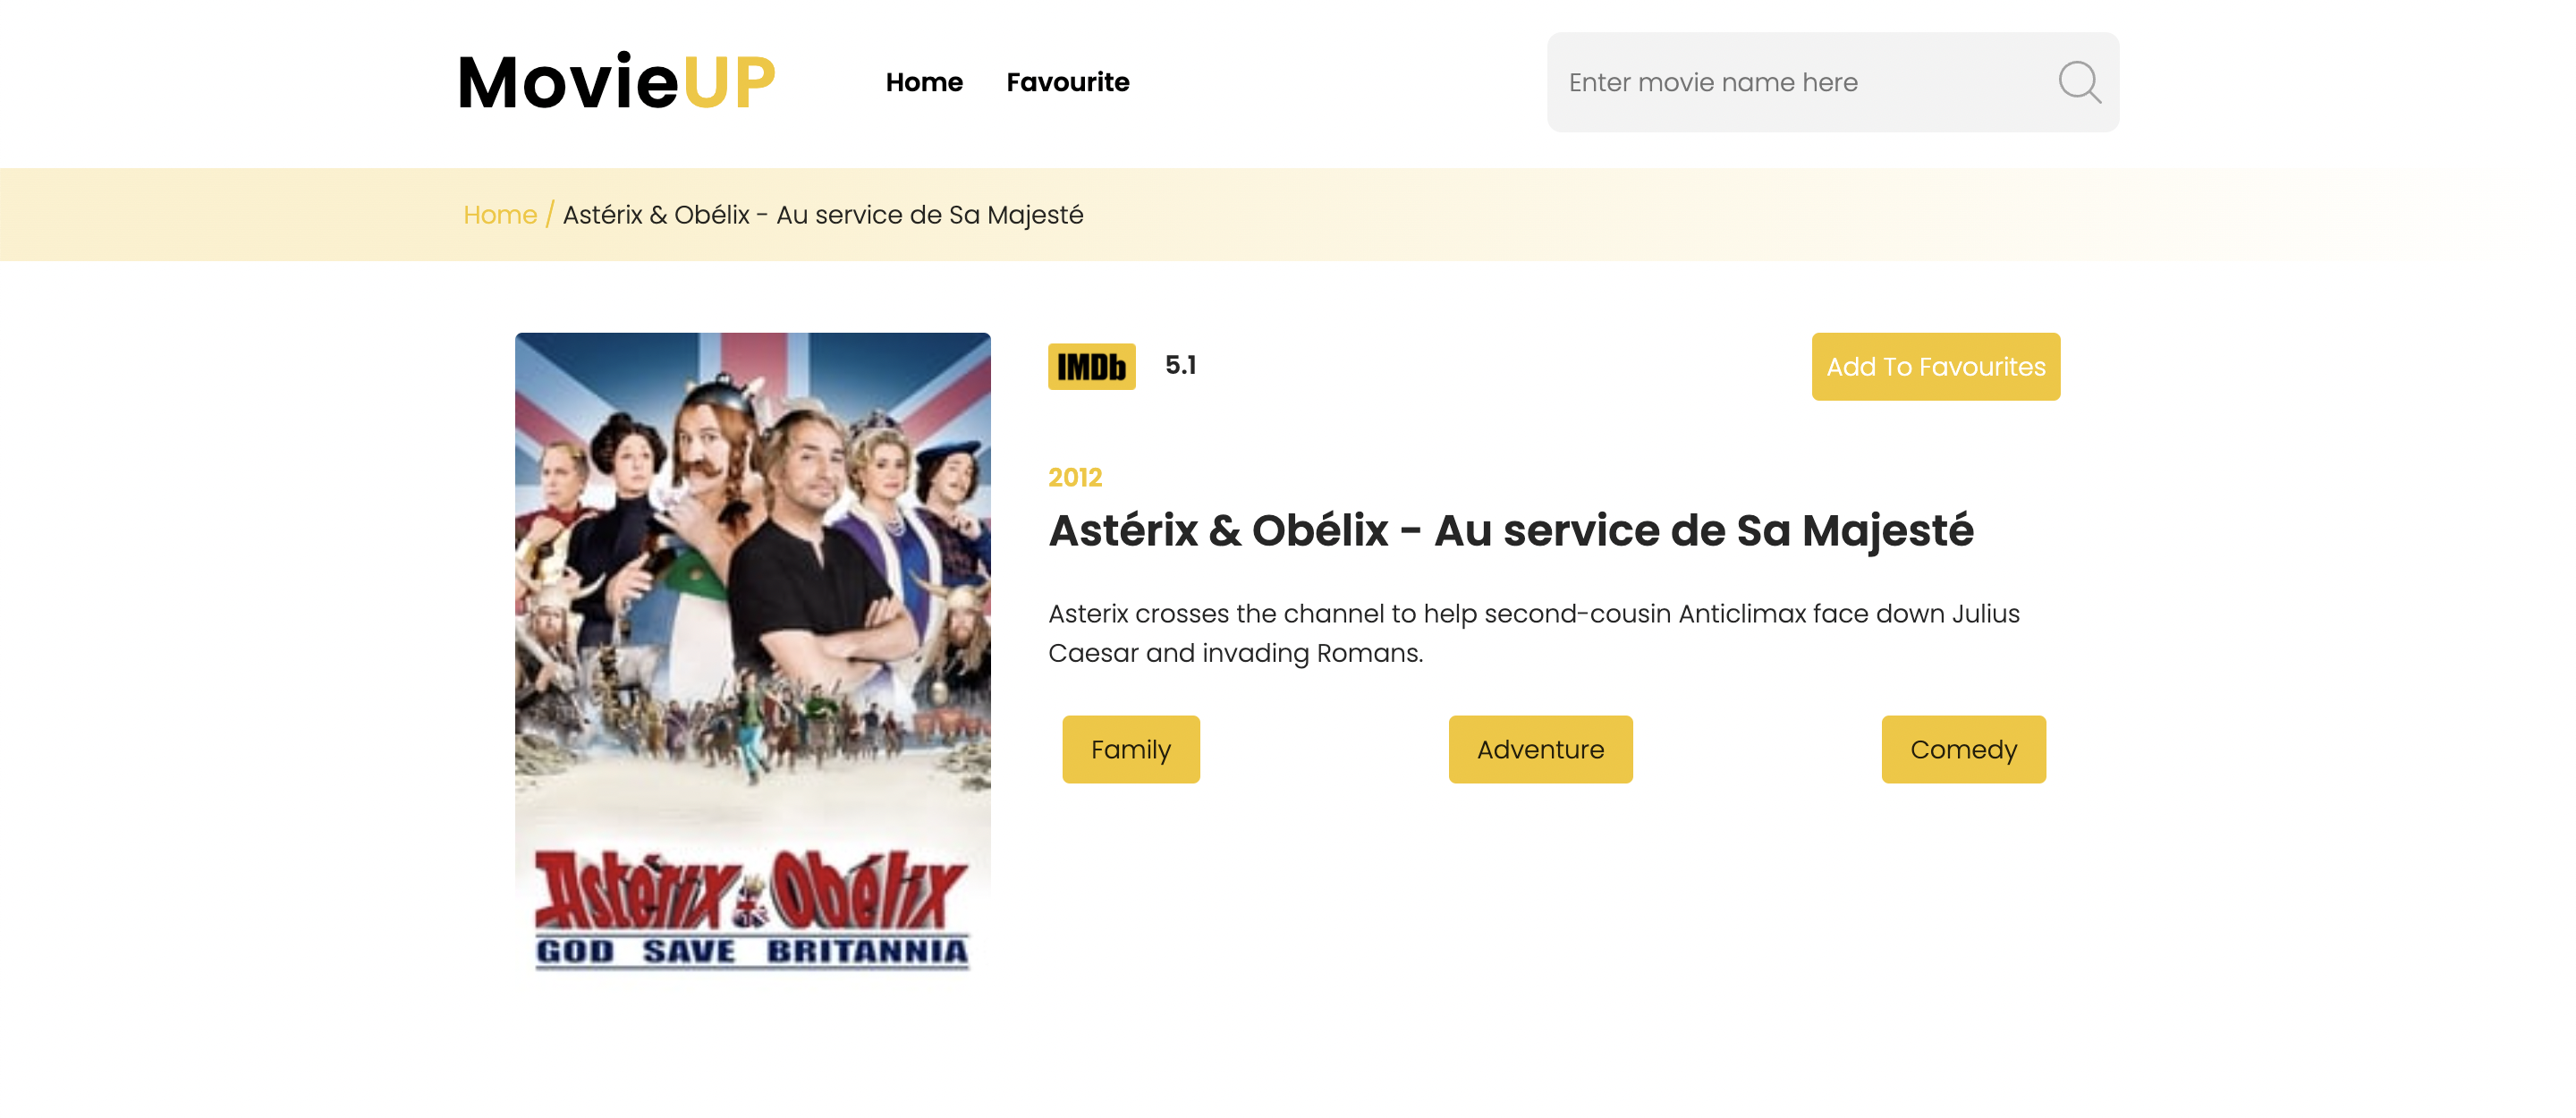 MovieUP
Home
Favourite
Enter movie name here
Home / Astérix & Obélix - Au service de Sa Majesté
IMDb 5.1
Add To Favourites
2012
Astérix & Obélix - Au service de Sa Majesté
Asterix crosses the channel to help second-cousin Anticlimax face down Julius
Caesar and invading Romans.
Family
Adventure
Comedy
Astérix & Obélix
GOD SAVE BRITANNIA